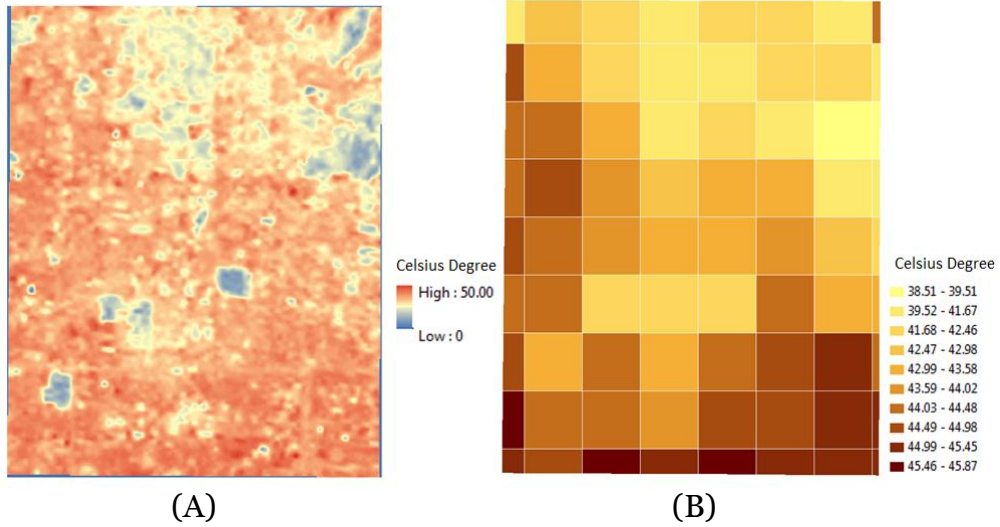 Celsius Degree
High : 50.00
Low : 0
Celsius Degree
38.51 - 39.51
39.52 - 41.67
41.68 - 42.46
42.47 - 42.98
42.99 - 43.58
43.59 - 44.02
44.03 - 44.48
44.49 - 44.98
44.99 - 45.45
45.46 - 45.87
(A)
(B)